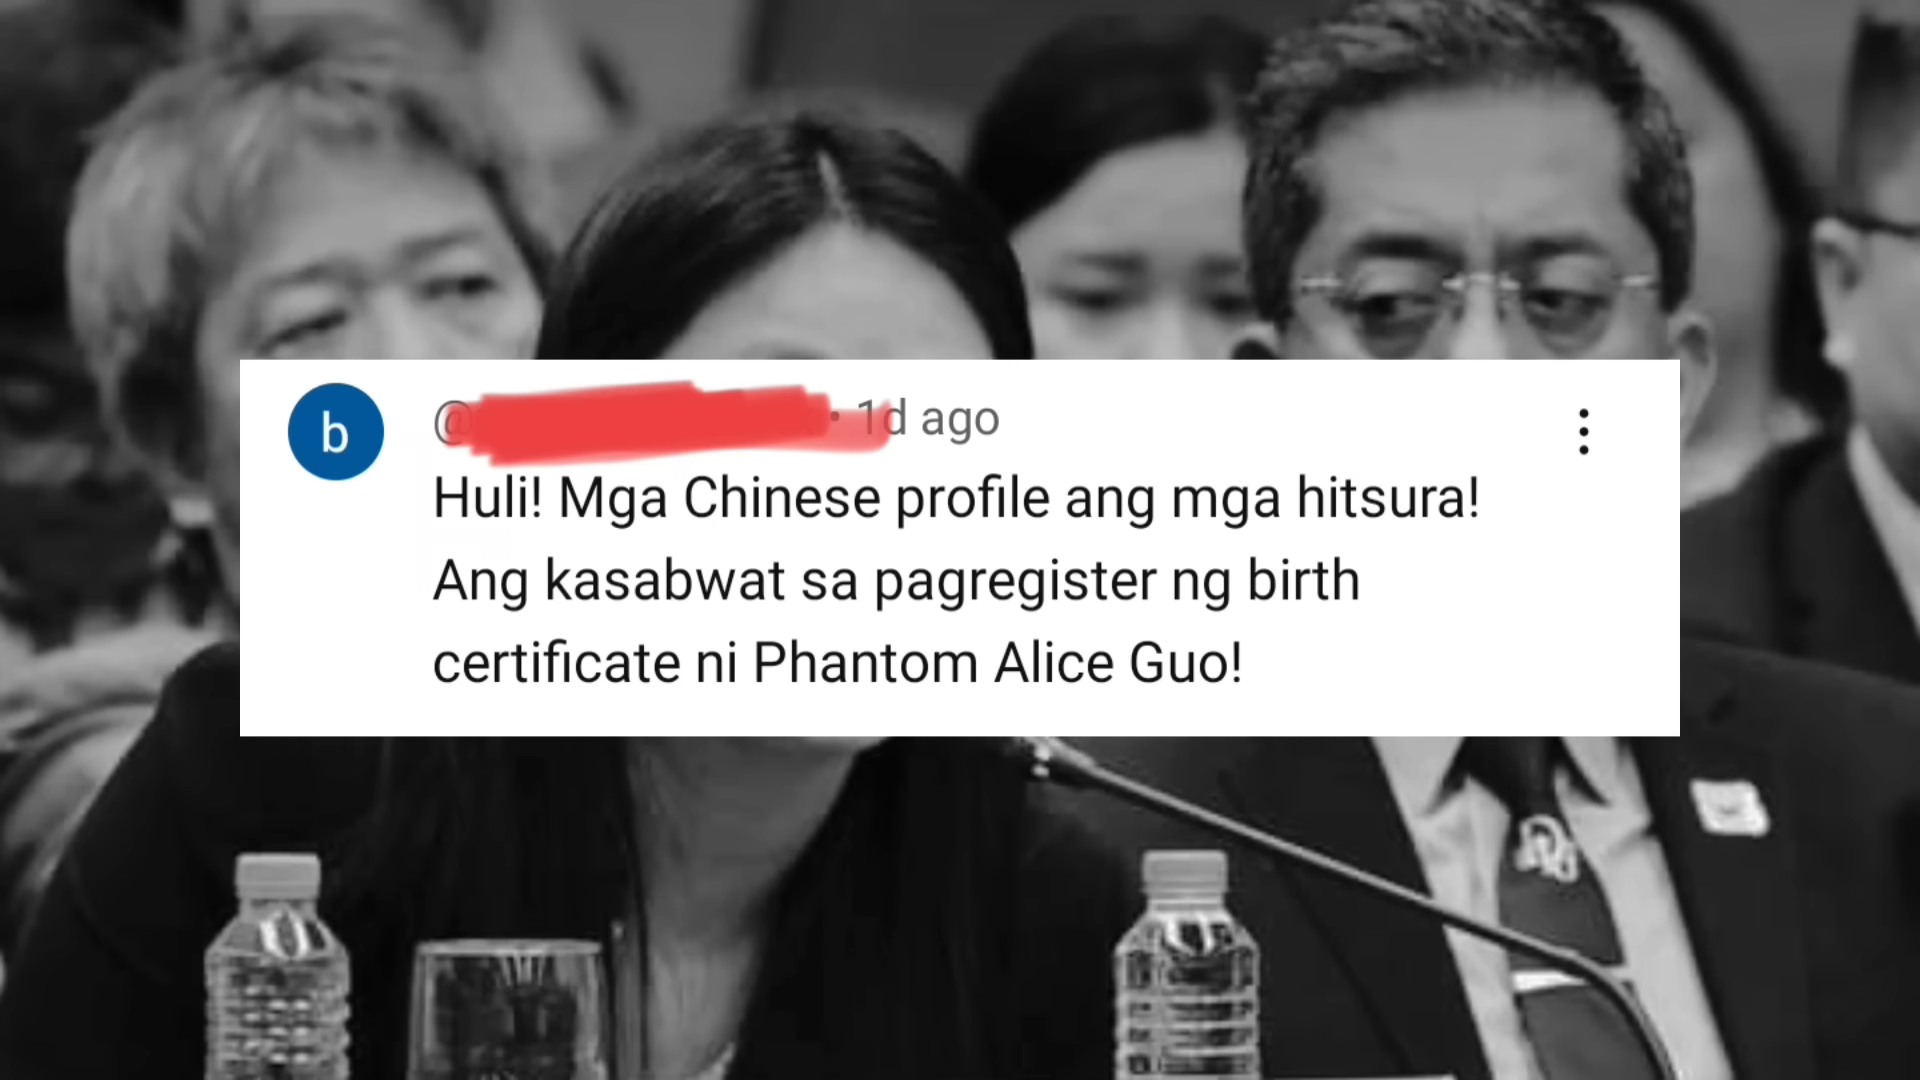 b
@
• 1d ago
Huli! Mga Chinese profile ang mga hitsura!
Ang kasabwat sa pagregister ng birth
certificate ni Phantom Alice Guo!